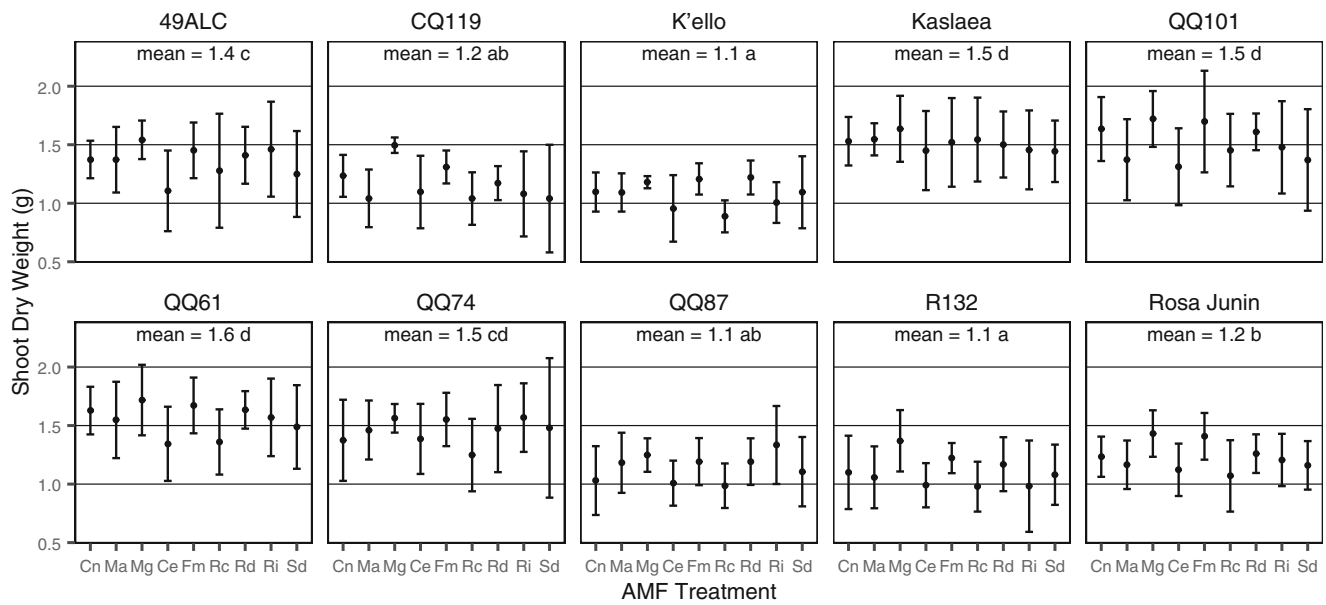 49ALC CQ119 K'ello Kaslaea QQ101
mean = 1.4 c mean = 1.2 ab mean = 1.1 a mean = 1.5 d mean = 1.5 d
2.0
1.5
1.0
0.5
Shoot Dry Weight (g)
QQ61 QQ74 QQ87 R132 Rosa Junin
mean = 1.6 d mean = 1.5 cd mean = 1.1 ab mean = 1.1 a mean = 1.2 b
2.0
1.5
1.0
0.5
Cn Ma Mg Ce Fm Rc Rd Ri Sd Cn Ma Mg Ce Fm Rc Rd Ri Sd Cn Ma Mg Ce Fm Rc Rd Ri Sd Cn Ma Mg Ce Fm Rc Rd Ri Sd Cn Ma Mg Ce Fm Rc Rd Ri Sd
AMF Treatment